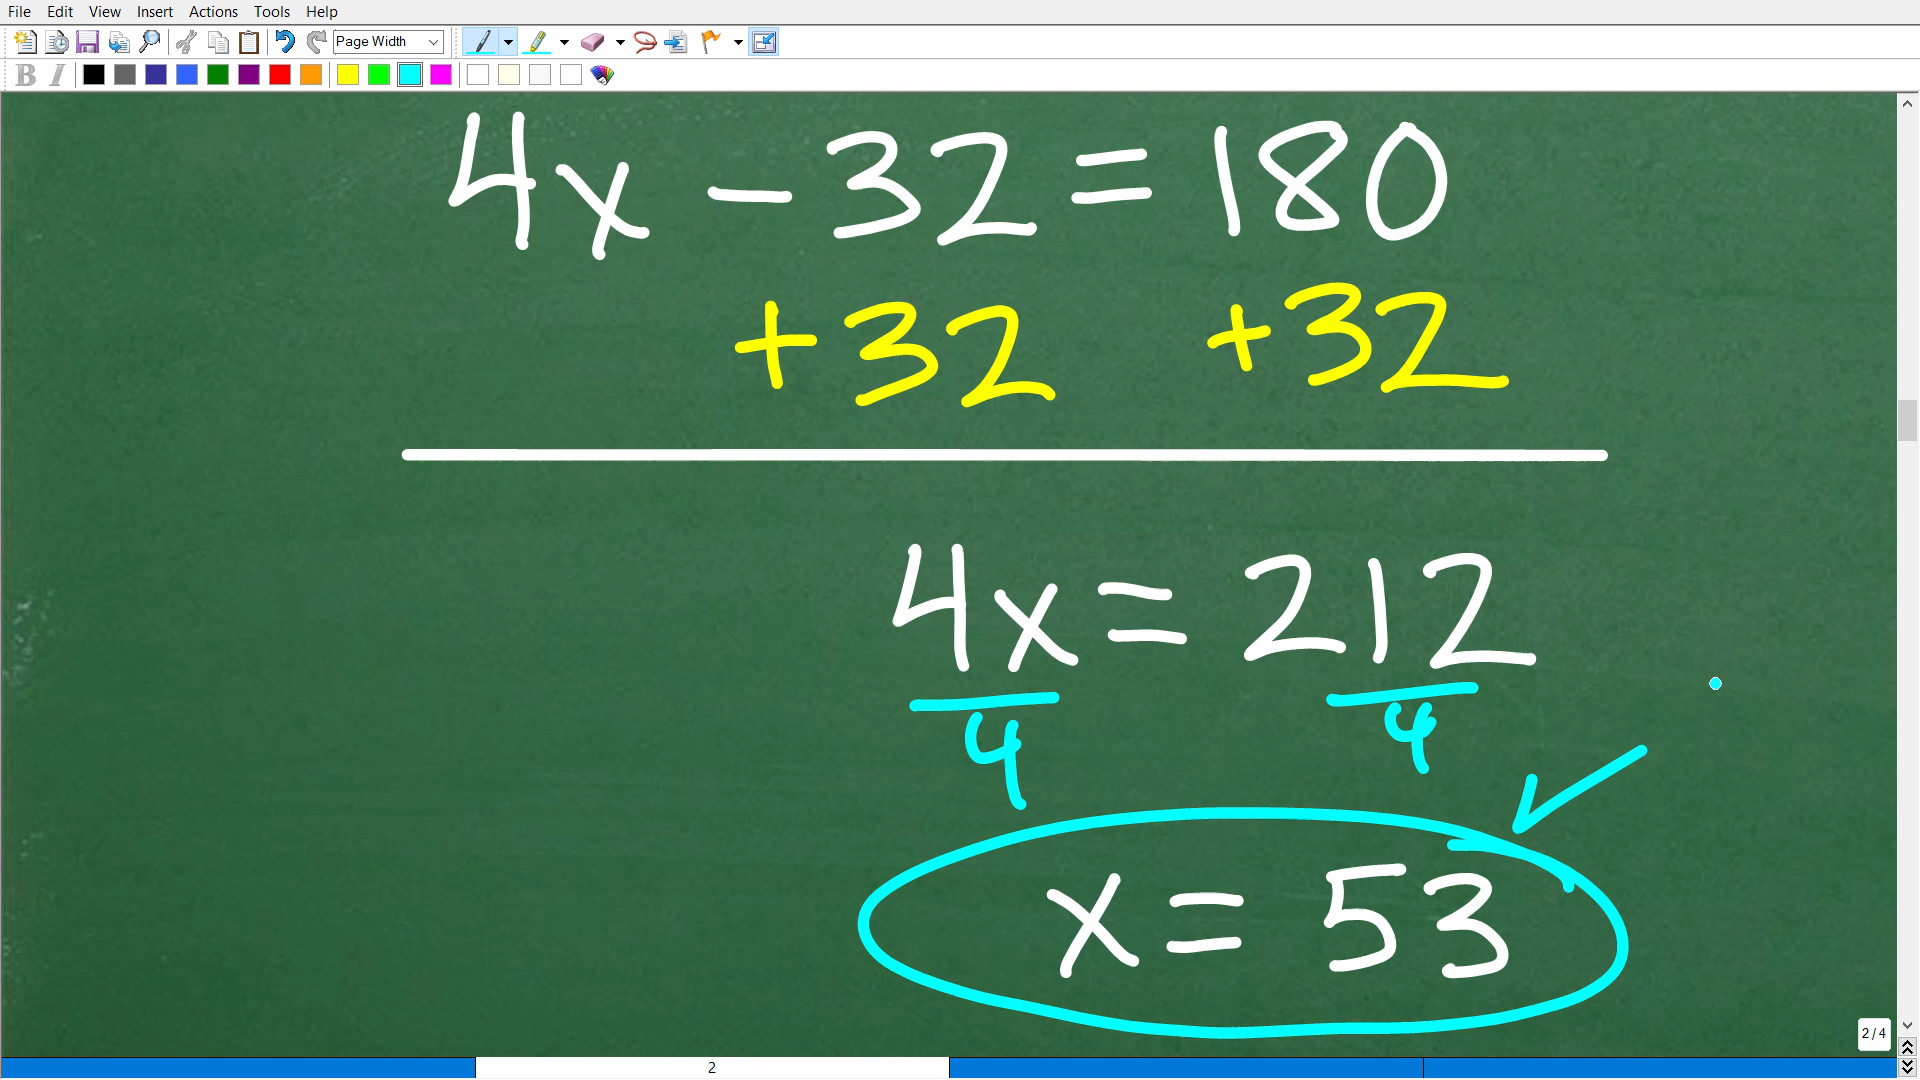 File Edit View Insert Actions Tools Help
Page Width
B I
4x - 32 = 180
+32 +32
4x = 212
4 4
x = 53
2 / 4
2